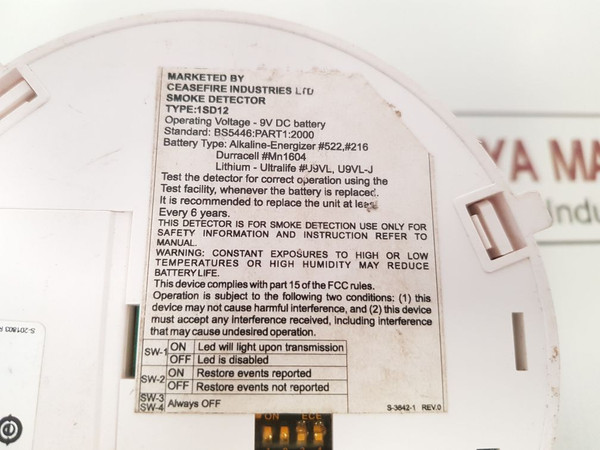 MARKETED BY
CEASEFIRE INDUSTRIES LTD
SMOKE DETECTOR
TYPE:1SD12
Operating Voltage - 9V DC battery
Standard: BS5446:PART1:2000
Battery Type: Alkaline-Energizer #522,#216
Durracell #Mn1604
Lithium - Ultralife #U9VL, U9VL-J
Test the detector for correct operation using the
Test facility, whenever the battery is replaced.
It is recommended to replace the unit at least
Every 6 years.
THIS DETECTOR IS FOR SMOKE DETECTION USE ONLY FOR
SAFETY INFORMATION AND INSTRUCTION REFER TO
MANUAL.
WARNING: CONSTANT EXPOSURES TO HIGH OR LOW
TEMPERATURES OR HIGH HUMIDITY MAY REDUCE
BATTERY LIFE.
This device complies with part 15 of the FCC rules.
Operation is subject to the following two conditions: (1) this
device may not cause harmful interference, and (2) this device
must accept any Interference received, including interference
that may cause undesired operation.
SW-1 ON Led will light upon transmission
OFF Led is disabled
SW-2 ON Restore events reported
OFF Restore events not reported
SW-3
SW-4 Always OFF
S-3642-1 REV.0
ON ECE
YA MA
Indus